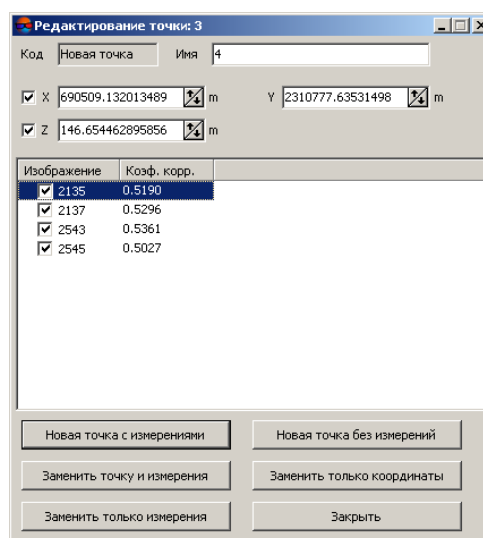 Редактирование точки: 3
Код Новая точка Имя 4
X 690509.132013489 m Y 2310777.63531498 m
Z 146.654462895856 m
Изображение Коэф. корр.
2135 0.5190
2137 0.5296
2543 0.5361
2545 0.5027
Новая точка с измерениями Новая точка без измерений
Заменить точку и измерения Заменить только координаты
Заменить только измерения Закрыть